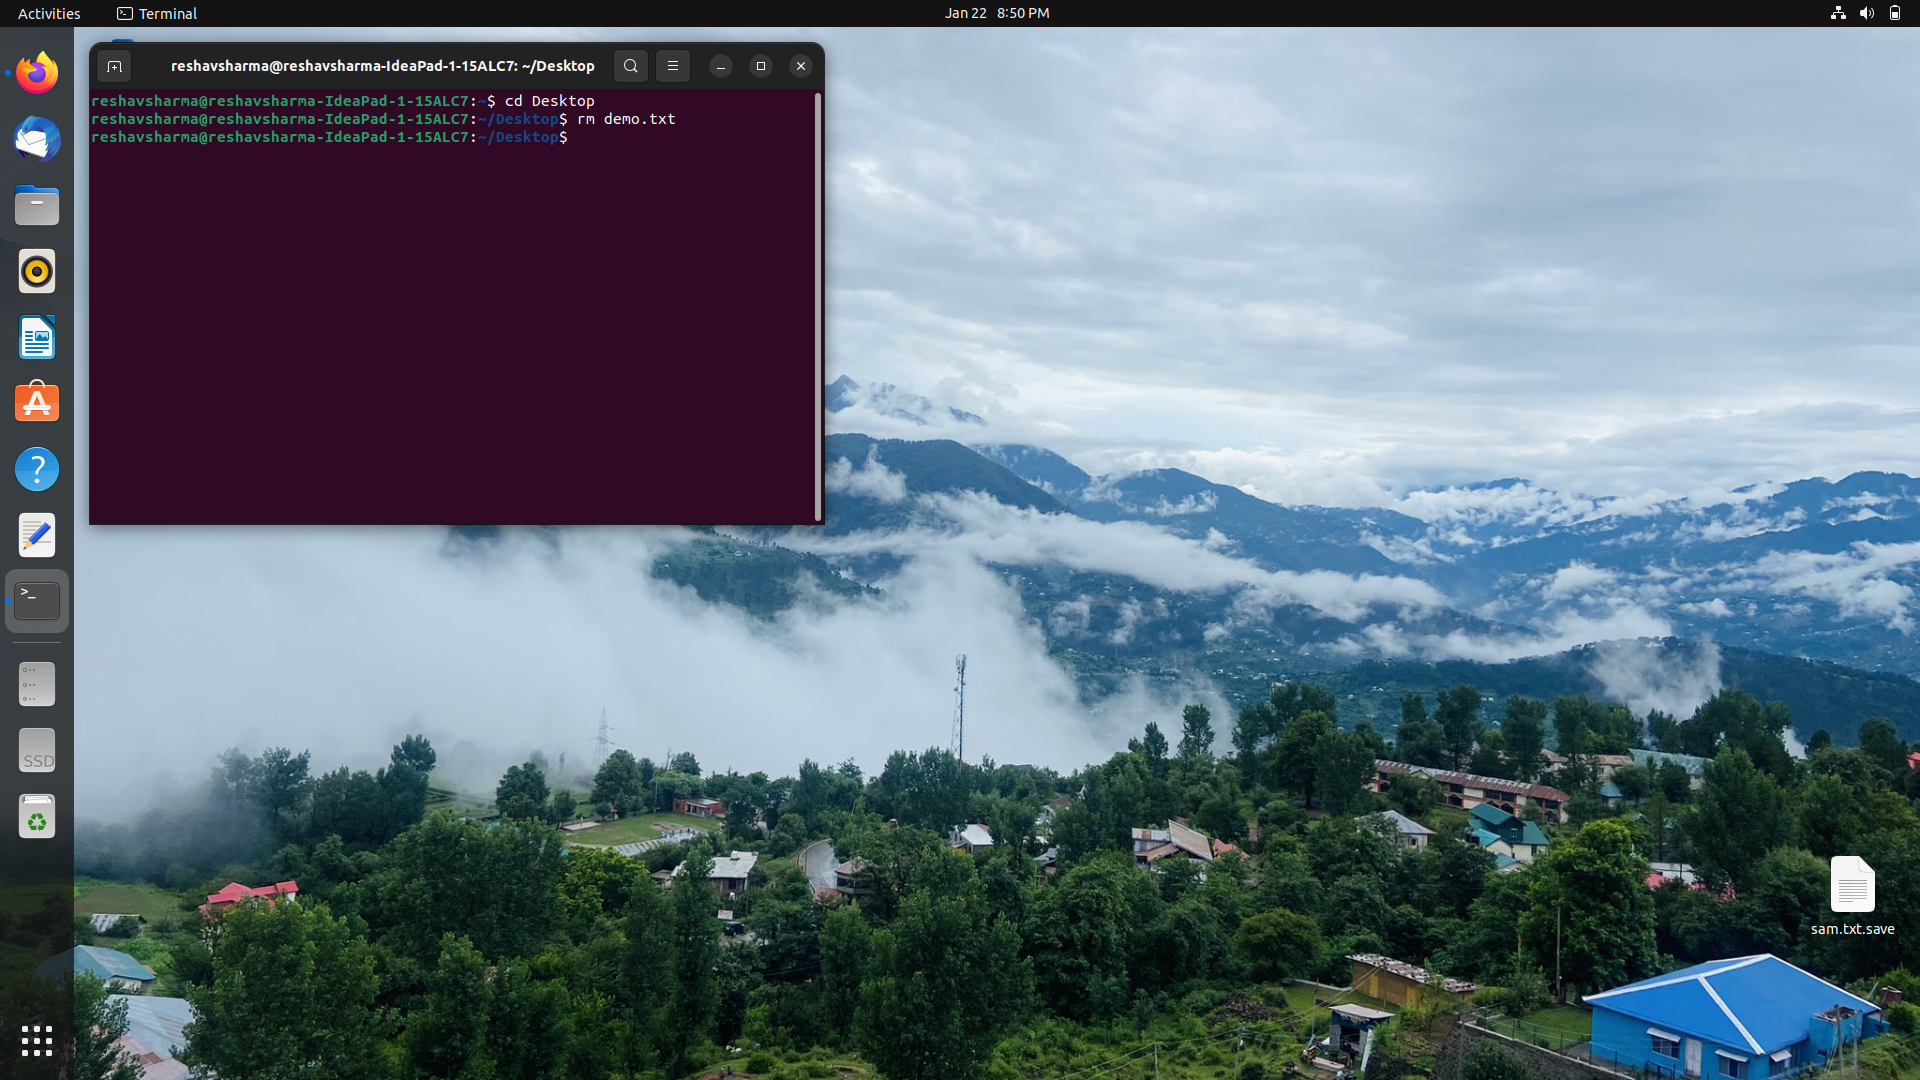 Activities
Terminal
Jan 22 8:50 PM
reshavsharma@reshavsharma-IdeaPad-1-15ALC7: ~/Desktop
reshavsharma@reshavsharma-IdeaPad-1-15ALC7:~$ cd Desktop
reshavsharma@reshavsharma-IdeaPad-1-15ALC7:~/Desktop$ rm demo.txt
reshavsharma@reshavsharma-IdeaPad-1-15ALC7:~/Desktop$
>_
SSD
sam.txt.save